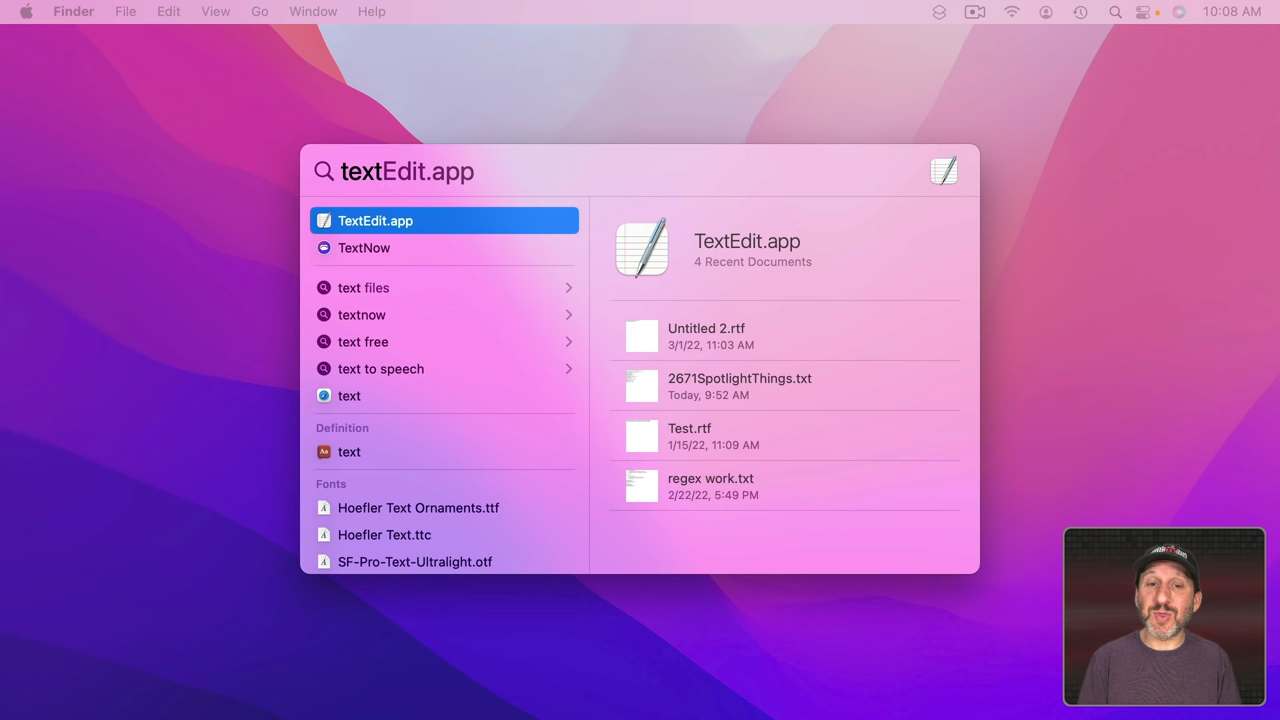 Finder File Edit View Go Window Help 10:08 AM
textEdit.app
TextEdit.app
TextNow
text files
textnow
text free
text to speech
text
Definition
Aa text
Fonts
Hoefler Text Ornaments.ttf
Hoefler Text.ttc
SF-Pro-Text-Ultralight.otf
TextEdit.app
4 Recent Documents
Untitled 2.rtf
3/1/22, 11:03 AM
2671SpotlightThings.txt
Today, 9:52 AM
Test.rtf
1/15/22, 11:09 AM
regex work.txt
2/22/22, 5:49 PM